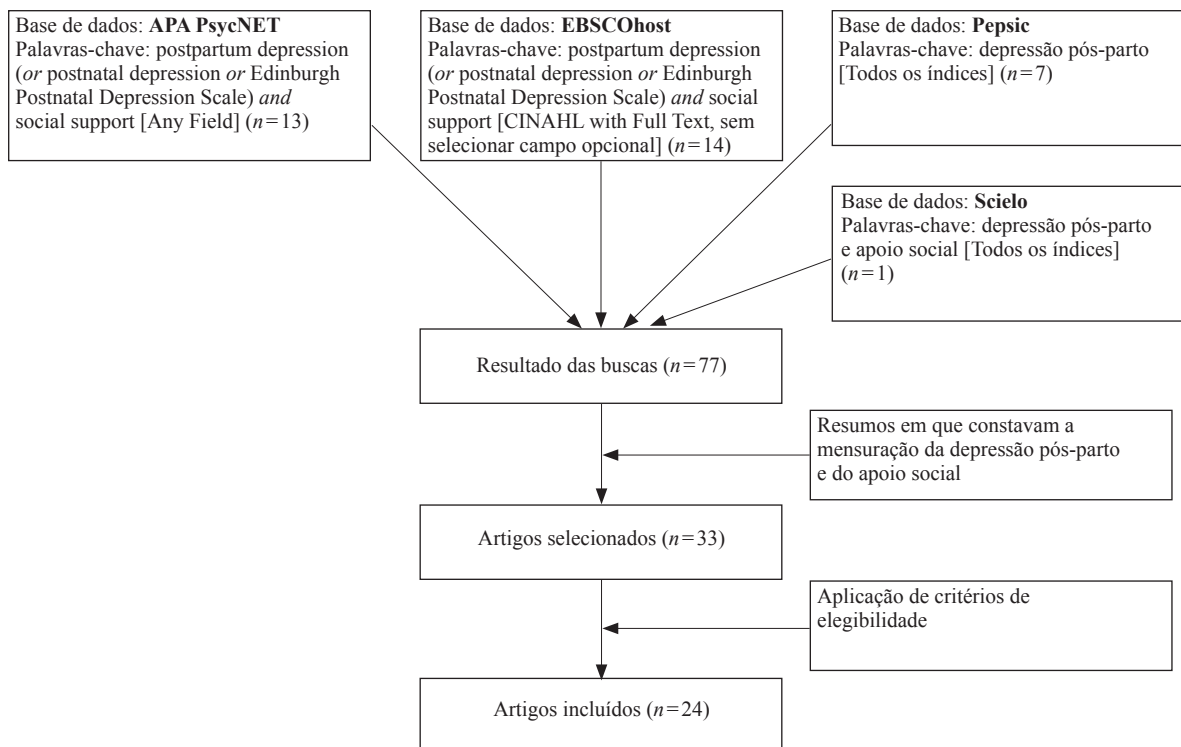 Base de dados: APA PsycNET
Palavras-chave: postpartum depression
(or postnatal depression or Edinburgh
Postnatal Depression Scale) and
social support [Any Field] (n=13)
Base de dados: EBSCOhost
Palavras-chave: postpartum depression
(or postnatal depression or Edinburgh
Postnatal Depression Scale) and social
support [CINAHL with Full Text, sem
selecionar campo opcional] (n=14)
Base de dados: Pepsic
Palavras-chave: depressão pós-parto
[Todos os índices] (n=7)
Base de dados: Scielo
Palavras-chave: depressão pós-parto
e apoio social [Todos os índices]
(n=1)
Resultado das buscas (n=77)
Resumos em que constavam a
mensuração da depressão pós-parto
e do apoio social
Artigos selecionados (n=33)
Aplicação de critérios de
elegibilidade
Artigos incluídos (n=24)